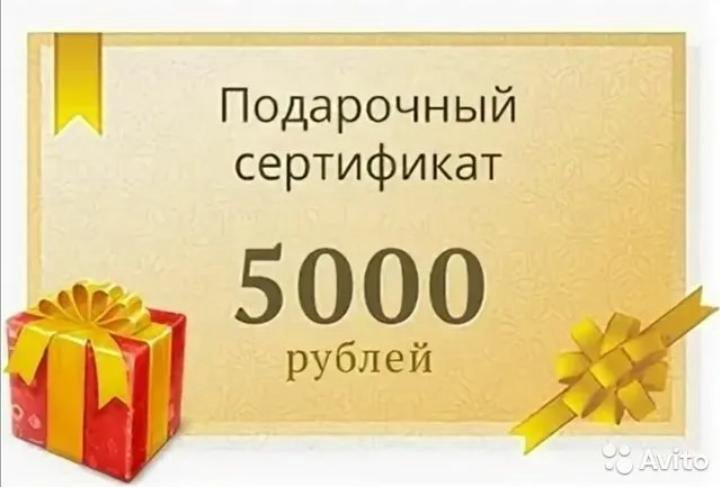 Подарочный
сертификат
5000
рублей
Avito